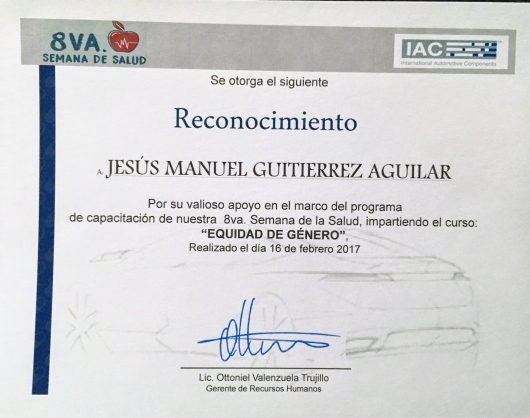 8VA.
SEMANA DE SALUD
IAC
International Automotive Components
Se otorga el siguiente
Reconocimiento
A. JESÚS MANUEL GUITIERREZ AGUILAR
Por su valioso apoyo en el marco del programa
de capacitación de nuestra 8va. Semana de la Salud, impartiendo el curso:
“EQUIDAD DE GÉNERO”,
Realizado el día 16 de febrero 2017
Lic. Ottoniel Valenzuela Trujillo
Gerente de Recursos Humanos